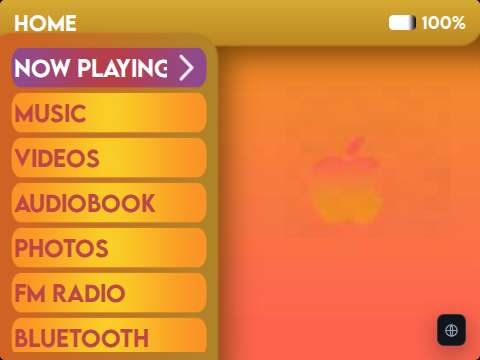 HOME
100%
NOW PLAYING
MUSIC
VIDEOS
AUDIOBOOK
PHOTOS
FM RADIO
BLUETOOTH